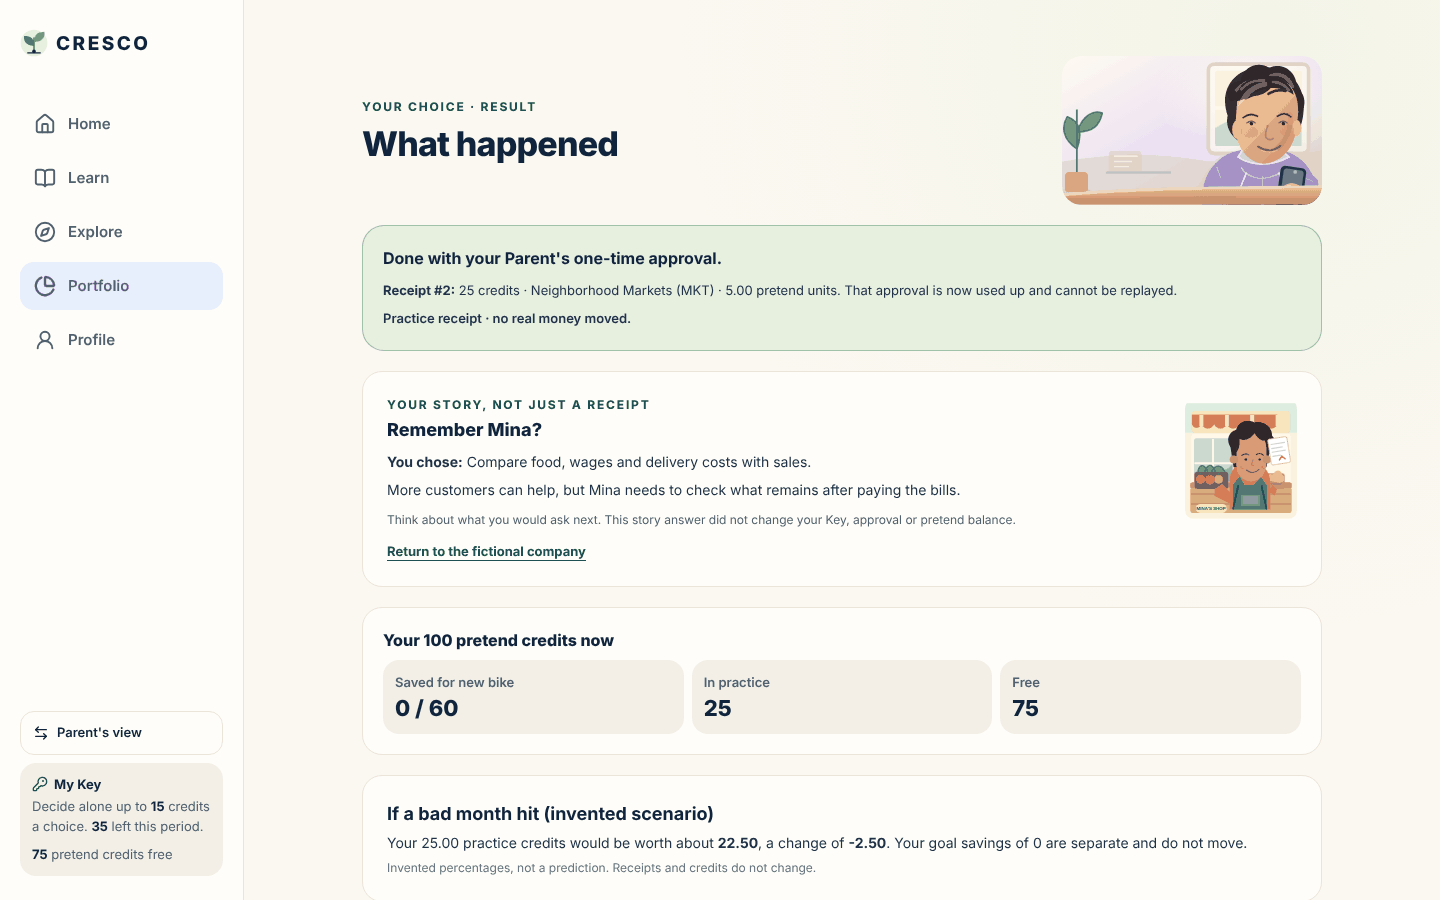 CRESCO
Home
Learn
Explore
Portfolio
Profile
Parent's view
My Key
Decide alone up to 15 credits
a choice. 35 left this period.
75 pretend credits free
YOUR CHOICE · RESULT
What happened
Done with your Parent's one-time approval.
Receipt #2: 25 credits · Neighborhood Markets (MKT) · 5.00 pretend units. That approval is now used up and cannot be replayed.
Practice receipt · no real money moved.
YOUR STORY, NOT JUST A RECEIPT
Remember Mina?
You chose: Compare food, wages and delivery costs with sales.
More customers can help, but Mina needs to check what remains after paying the bills.
Think about what you would ask next. This story answer did not change your Key, approval or pretend balance.
Return to the fictional company
MINA'S SHOP
Your 100 pretend credits now
Saved for new bike
0 / 60
In practice
25
Free
75
If a bad month hit (invented scenario)
Your 25.00 practice credits would be worth about 22.50, a change of -2.50. Your goal savings of 0 are separate and do not move.
Invented percentages, not a prediction. Receipts and credits do not change.